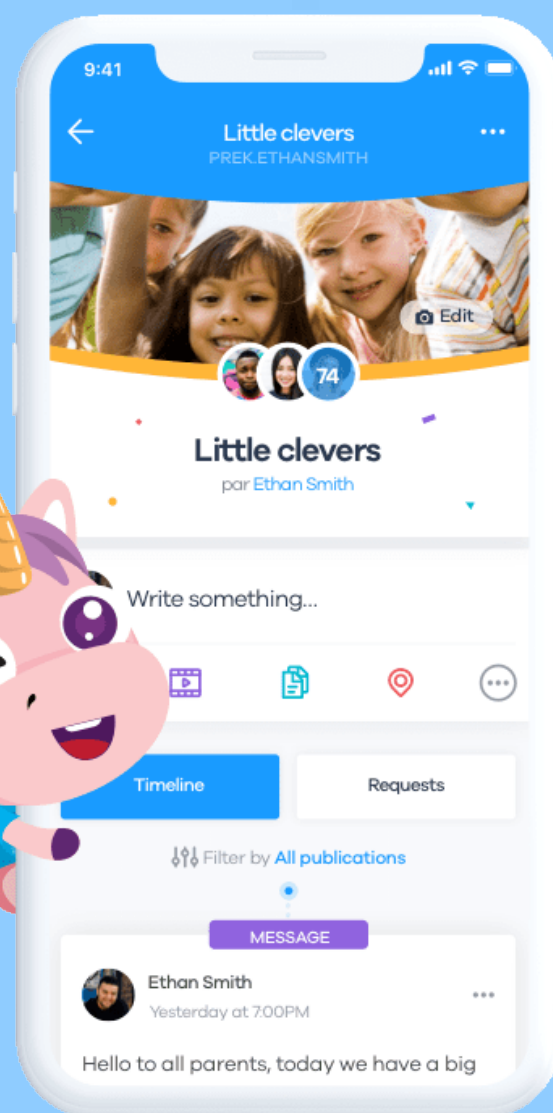 9:41
Little clevers
PREK.ETHANSMITH
Edit
74
Little clevers
par Ethan Smith
Write something...
Timeline
Requests
Filter by All publications
MESSAGE
Ethan Smith
Yesterday at 7:00PM
Hello to all parents, today we have a big